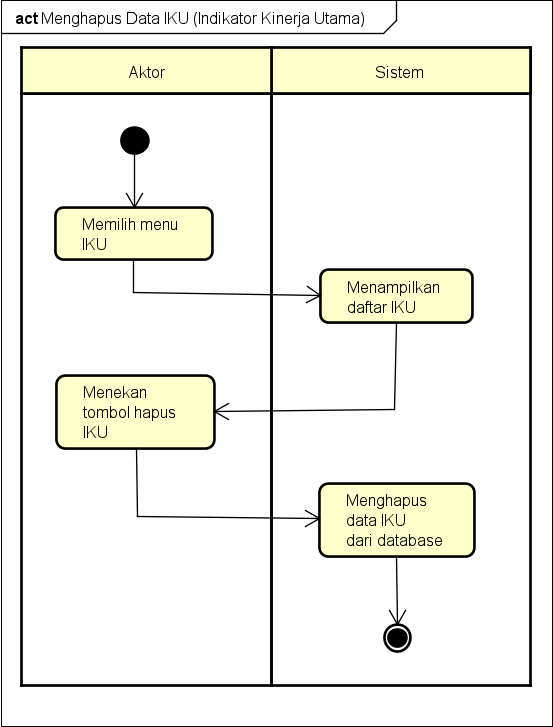 act Menghapus Data IKU (Indikator Kinerja Utama)
Aktor
Sistem
Memilih menu
IKU
Menampilkan
daftar IKU
Menekan
tombol hapus
IKU
Menghapus
data IKU
dari database